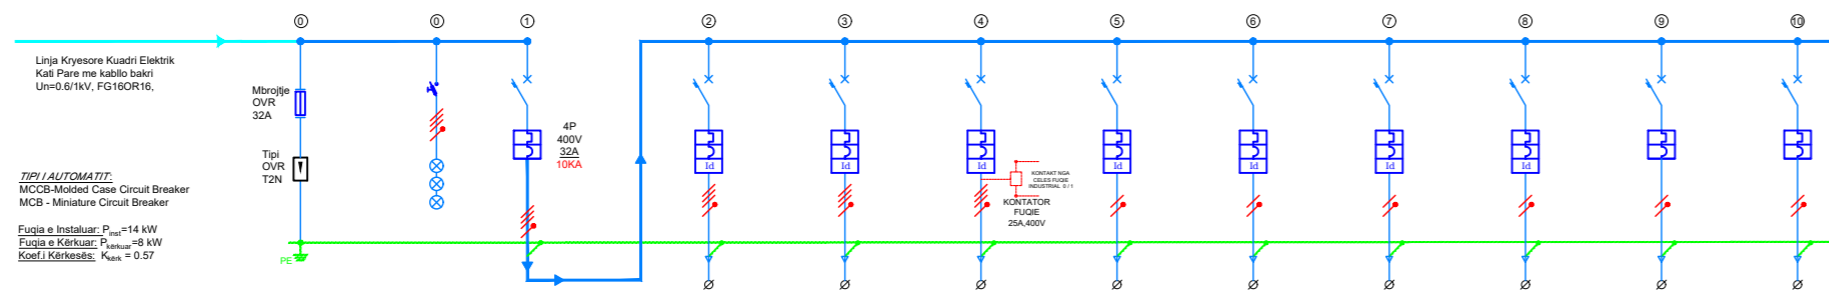 0 0 1 2 3 4 5 6 7 8 9 10
Linja Kryesore Kuadri Elektrik
Kati Pare me kabllo bakri
Un=0.6/1kV, FG16OR16,
Mbrojtje
OVR
32A
Tipi
OVR
T2N
4P
400V
32A
10KA
TIPI I AUTOMATIT:
MCCB-Molded Case Circuit Breaker
MCB - Miniature Circuit Breaker
Fuqia e Instaluar: Pinst=14 kW
Fuqia e Kërkuar: Pkërkuar=8 kW
Koef.i Kërkesës: Kkërk = 0.57
PE
Id Id Id Id Id Id Id Id
KONTAKT NGA
CELES FUQIE
INDUSTRIAL 0 / 1
KONTATOR
FUQIE
25A,400V